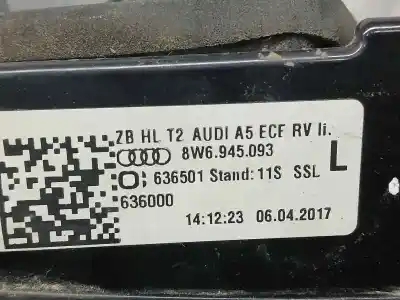 ZB HL T2 AUDI A5 ECF RV li.
8W6.945.093
636501 Stand: 11S SSL
L
636000
14:12:23 06.04.2017